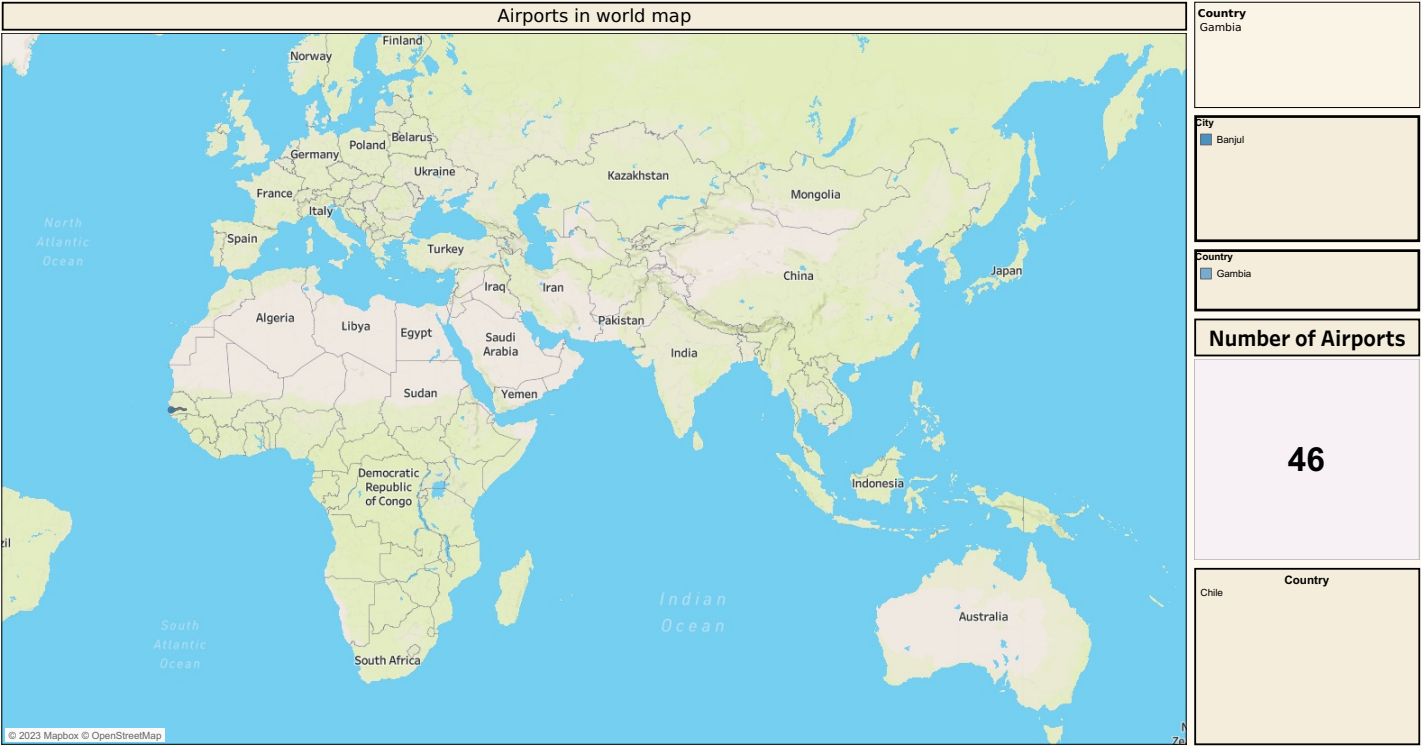 Airports in world map
Finland
Norway
Belarus
Poland
Germany
Ukraine
Kazakhstan
France
Mongolia
Italy
North
Atlantic
Ocean
Spain
Turkey
Japan
China
Iraq
Iran
Algeria
Pakistan
Libya
Egypt
Saudi
Arabia
India
Sudan
Yemen
Democratic
Republic
of Congo
Indonesia
zil
Indian
Ocean
Australia
South
Atlantic
Ocean
South Africa
N
Ze
© 2023 Mapbox © OpenStreetMap
Country
Gambia
City
Banjul
Country
Gambia
Number of Airports
46
Country
Chile